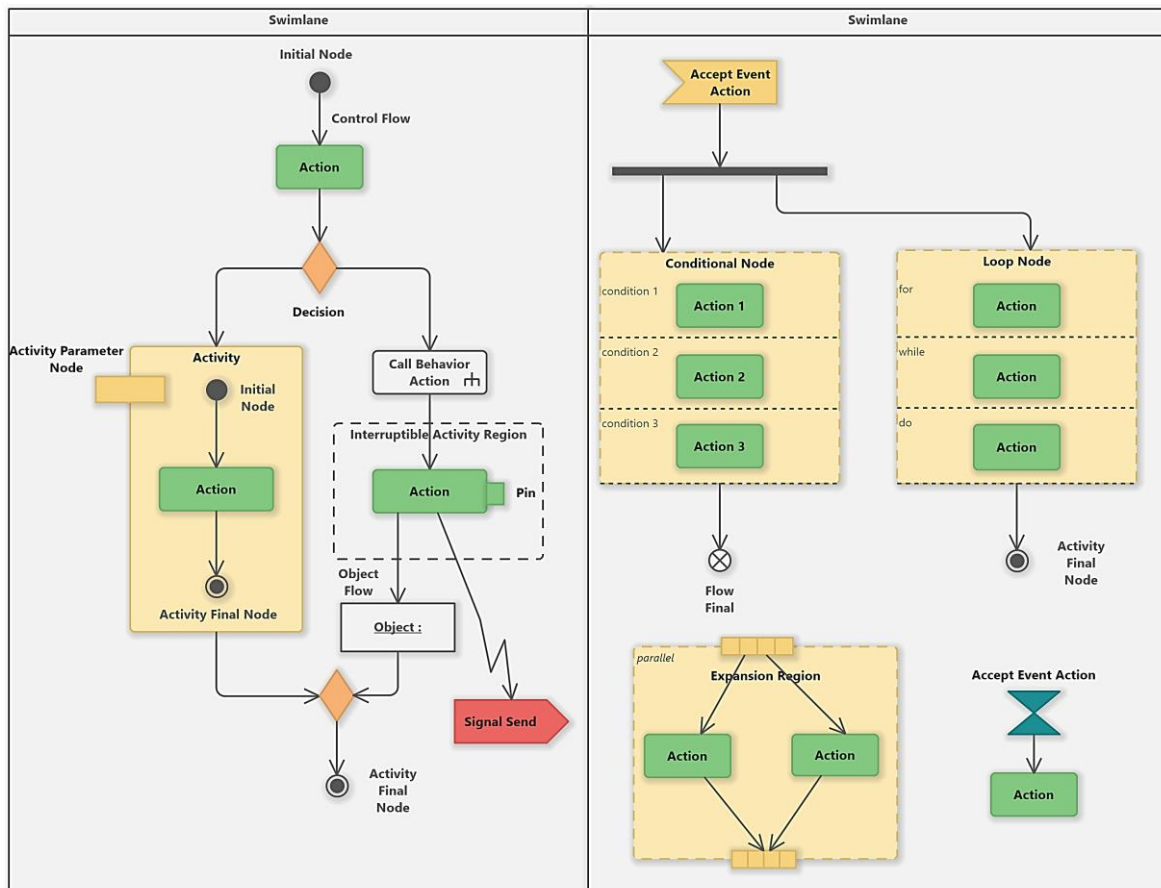 Swimlane
Initial Node
Control Flow
Action
Decision
Activity Parameter
Node
Activity
Initial
Node
Action
Activity Final Node
Call Behavior
Action
Interruptible Activity Region
Action
Pin
Object
Flow
Object :
Signal Send
Activity
Final
Node
Swimlane
Accept Event
Action
Conditional Node
condition 1
Action 1
condition 2
Action 2
condition 3
Action 3
Flow
Final
Loop Node
for
Action
while
Action
do
Action
Activity
Final
Node
parallel
Expansion Region
Action
Action
Accept Event Action
Action